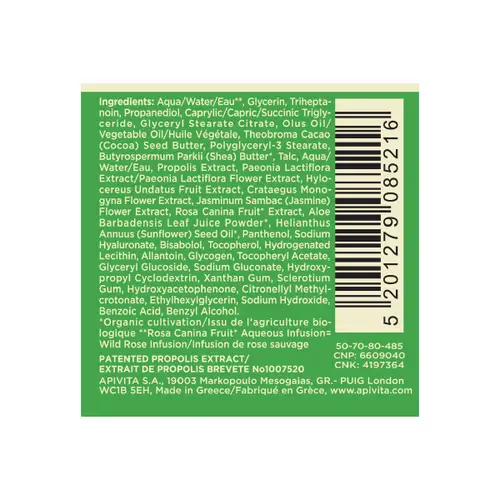 Ingredients: Aqua/Water/Eau**, Glycerin, Trihepta-
noin, Propanediol, Caprylic/Capric/Succinic Trigly-
ceride, Glyceryl Stearate Citrate, Olus Oil/
Vegetable Oil/Huile Végétale, Theobroma Cacao
(Cocoa) Seed Butter, Polyglyceryl-3 Stearate,
Butyrospermum Parkii (Shea) Butter*, Talc, Aqua/
Water/Eau, Propolis Extract, Paeonia Lactiflora
Extract/Paeonia Lactiflora Flower Extract, Hylo-
cereus Undatus Fruit Extract, Crataegus Mono-
gyna Flower Extract, Jasminum Sambac (Jasmine)
Flower Extract, Rosa Canina Fruit* Extract, Aloe
Barbadensis Leaf Juice Powder*, Helianthus
Annuus (Sunflower) Seed Oil*, Panthenol, Sodium
Hyaluronate, Bisabolol, Tocopherol, Hydrogenated
Lecithin, Allantoin, Glycogen, Tocopheryl Acetate,
Glyceryl Glucoside, Sodium Gluconate, Hydroxy-
propyl Cyclodextrin, Xanthan Gum, Sclerotium
Gum, Hydroxyacetophenone, Citronellyl Methyl-
crotonate, Ethylhexylglycerin, Sodium Hydroxide,
Benzoic Acid, Benzyl Alcohol.
*Organic cultivation/Issu de l'agriculture bio-
logique **Rosa Canina Fruit* Aqueous Infusion=
Wild Rose Infusion/Infusion de rose sauvage
PATENTED PROPOLIS EXTRACT/
EXTRAIT DE PROPOLIS BREVETE No1007520
APIVITA S.A., 19003 Markopoulo Mesogaias, GR.- PUIG London
WC1B 5EH, Made in Greece/Fabriqué en Grèce, www.apivita.com
5 201279 085216
50-70-80-485
CNP: 6609040
CNK: 4197364